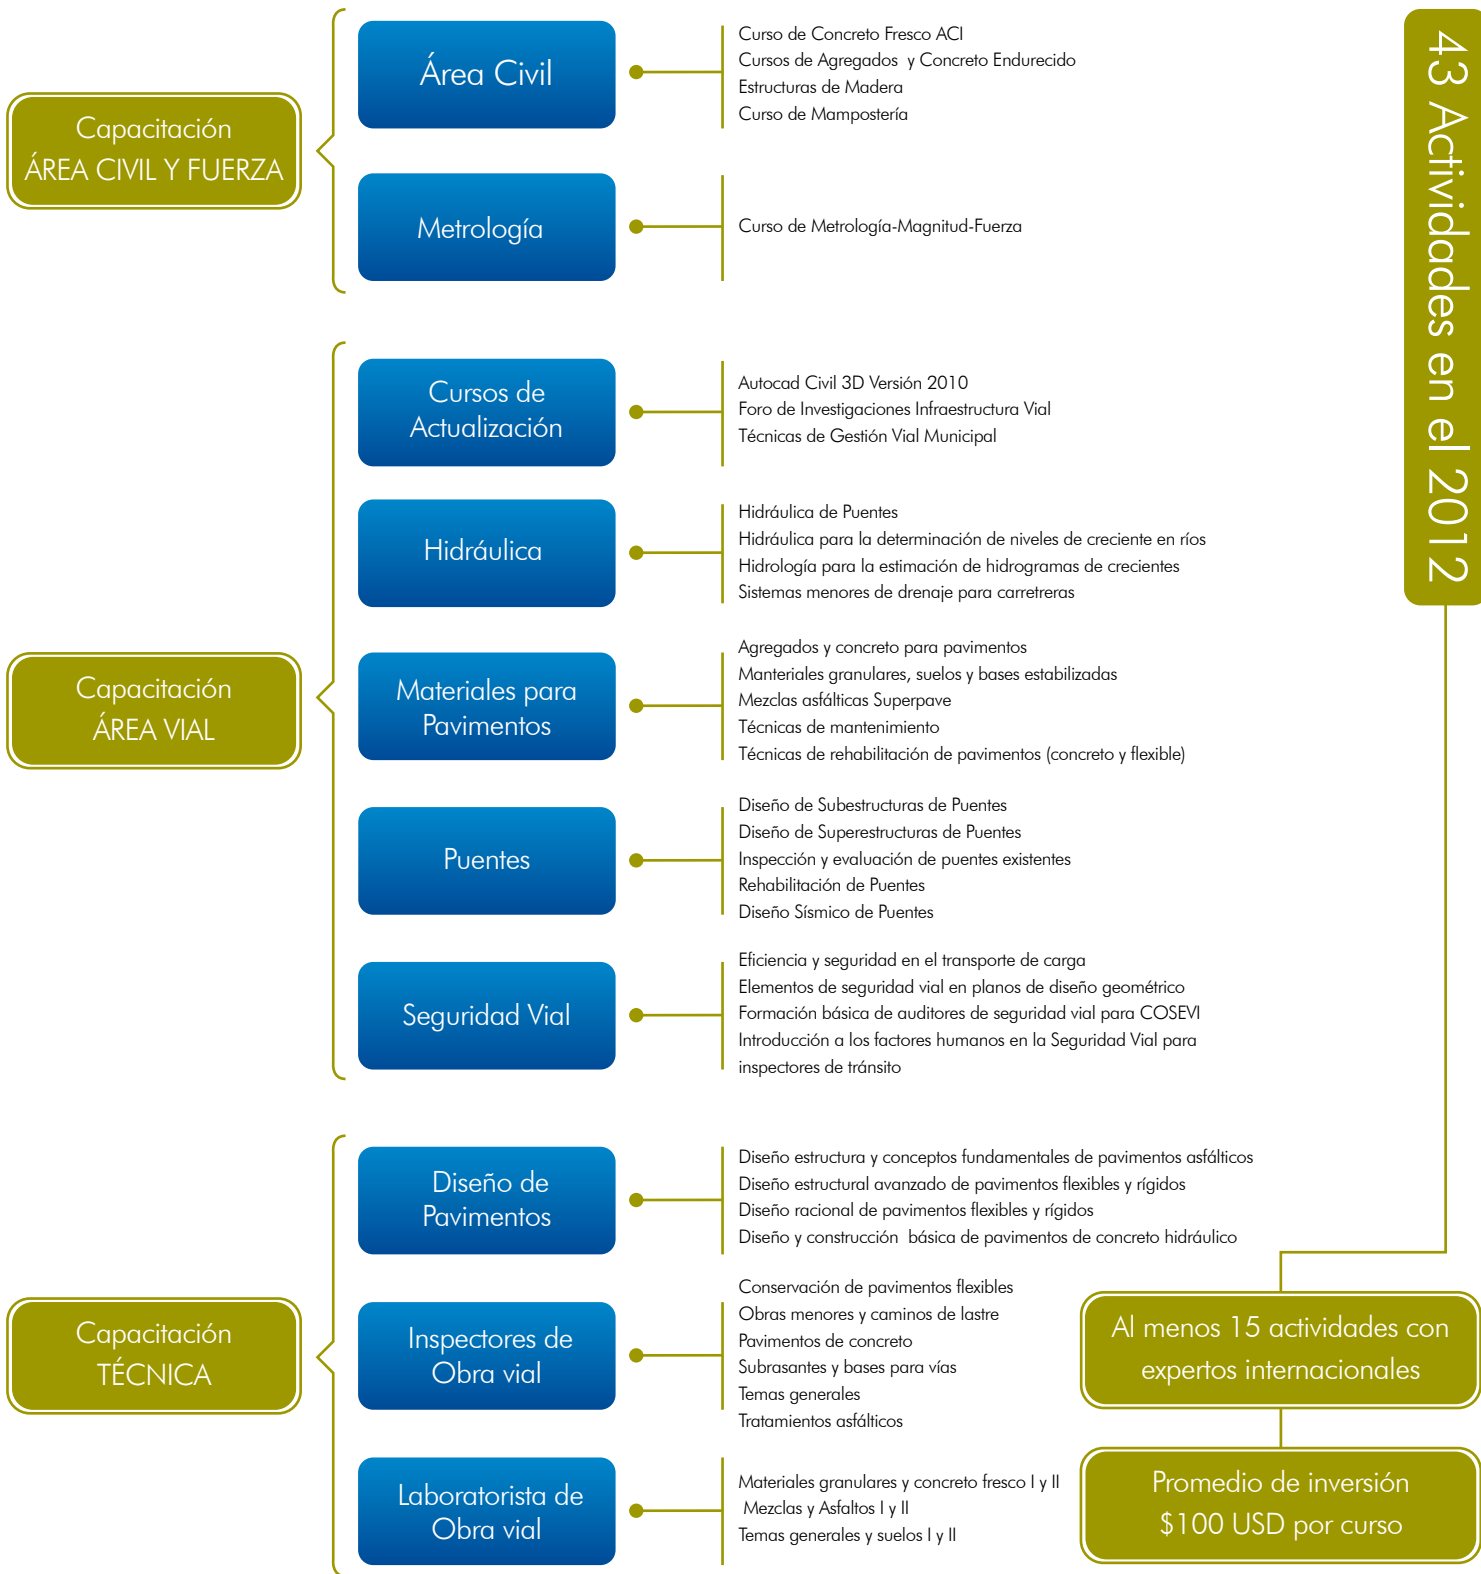 43 Actividades en el 2012
Capacitación
ÁREA CIVIL Y FUERZA
Área Civil
Curso de Concreto Fresco ACI
Cursos de Agregados  y Concreto Endurecido
Estructuras de Madera
Curso de Mampostería
Metrología
Curso de Metrología-Magnitud-Fuerza
Capacitación
ÁREA VIAL
Cursos de
Actualización
Autocad Civil 3D Versión 2010
Foro de Investigaciones Infraestructura Vial
Técnicas de Gestión Vial Municipal
Hidráulica
Hidráulica de Puentes
Hidráulica para la determinación de niveles de creciente en ríos
Hidrología para la estimación de hidrogramas de crecientes
Sistemas menores de drenaje para carretreras
Materiales para
Pavimentos
Agregados y concreto para pavimentos
Manteriales granulares, suelos y bases estabilizadas
Mezclas asfálticas Superpave
Técnicas de mantenimiento
Técnicas de rehabilitación de pavimentos (concreto y flexible)
Puentes
Diseño de Subestructuras de Puentes
Diseño de Superestructuras de Puentes
Inspección y evaluación de puentes existentes
Rehabilitación de Puentes
Diseño Sísmico de Puentes
Seguridad Vial
Eficiencia y seguridad en el transporte de carga
Elementos de seguridad vial en planos de diseño geométrico
Formación básica de auditores de seguridad vial para COSEVI
Introducción a los factores humanos en la Seguridad Vial para
inspectores de tránsito
Capacitación
TÉCNICA
Diseño de
Pavimentos
Diseño estructura y conceptos fundamentales de pavimentos asfálticos
Diseño estructural avanzado de pavimentos flexibles y rígidos
Diseño racional de pavimentos flexibles y rígidos
Diseño y construcción  básica de pavimentos de concreto hidráulico
Inspectores de
Obra vial
Conservación de pavimentos flexibles
Obras menores y caminos de lastre
Pavimentos de concreto
Subrasantes y bases para vías
Temas generales
Tratamientos asfálticos
Laboratorista de
Obra vial
Materiales granulares y concreto fresco I y II
Mezclas y Asfaltos I y II
Temas generales y suelos I y II
Al menos 15 actividades con
expertos internacionales
Promedio de inversión
$100 USD por curso